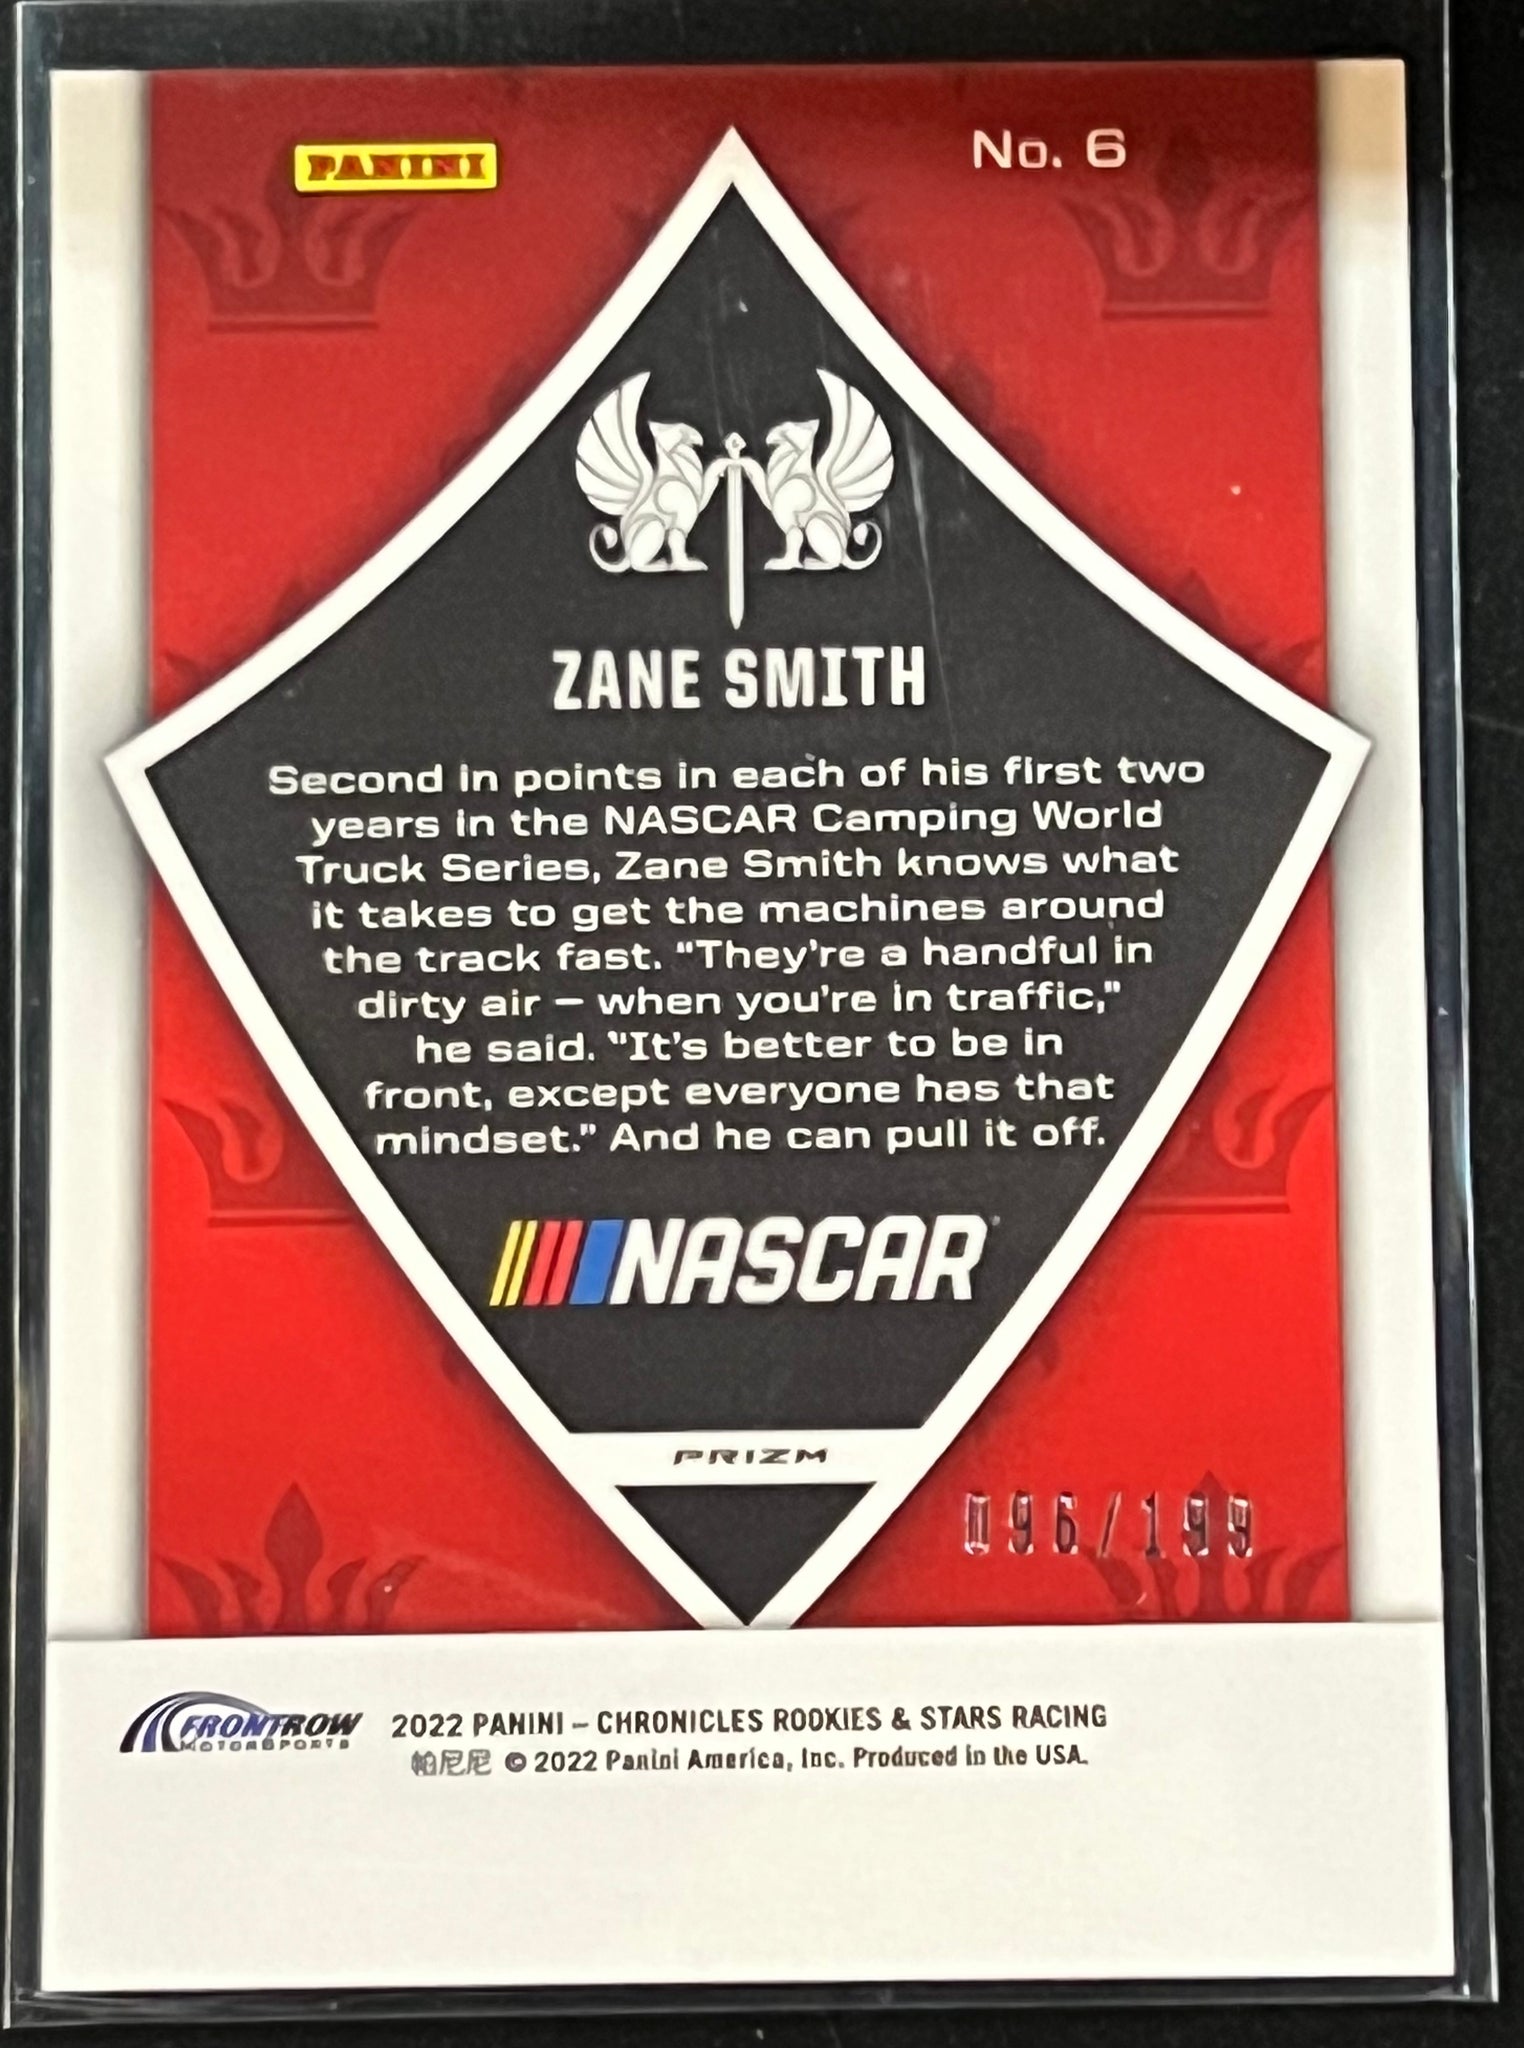 PANINI
No. 6
ZANE SMITH
Second in points in each of his first two
years in the NASCAR Camping World
Truck Series, Zane Smith knows what
it takes to get the machines around
the track fast. "They're a handful in
dirty air – when you're in traffic,"
he said. "It's better to be in
front, except everyone has that
mindset." And he can pull it off.
NASCAR
PRIZM
096/199
FRONTROW
MOTORSPORTS
2022 PANINI – CHRONICLES ROOKIES & STARS RACING
帕尼尼 © 2022 Panini America, Inc. Produced in the USA.